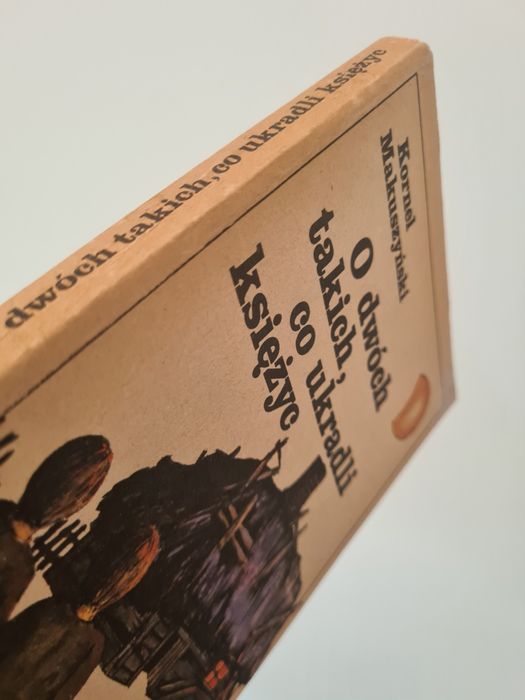 dwóch takich, co ukradli księżyc
Kornel
Makuszyński
O dwóch
takich,
co ukradli
księżyc